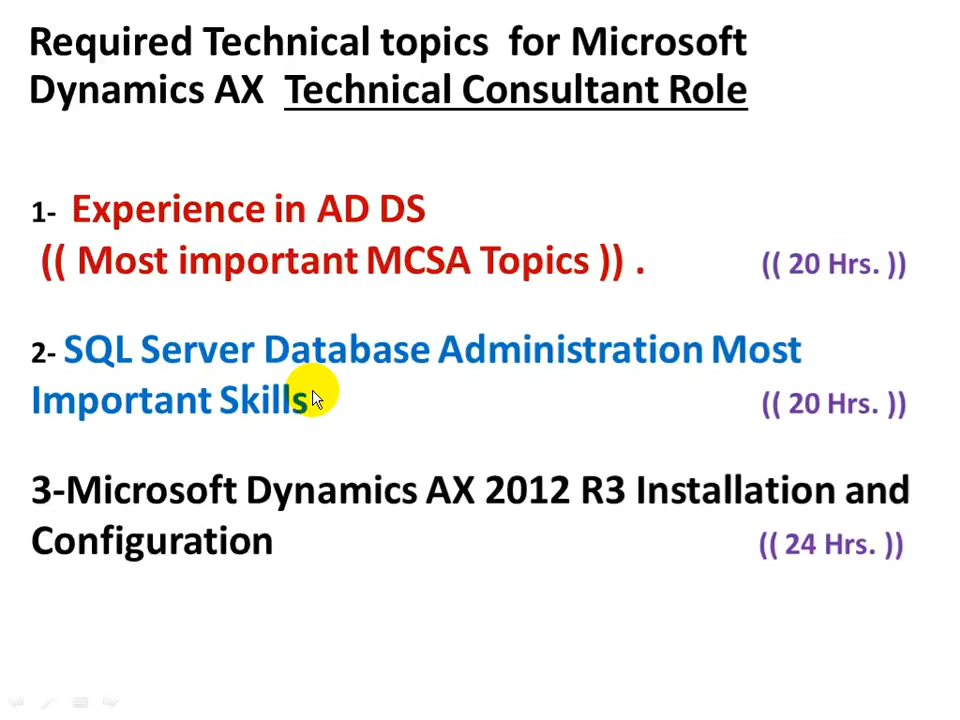 Required Technical topics for Microsoft
Dynamics AX Technical Consultant Role
1- Experience in AD DS
(( Most important MCSA Topics )) . (( 20 Hrs. ))
2- SQL Server Database Administration Most
Important Skills (( 20 Hrs. ))
3-Microsoft Dynamics AX 2012 R3 Installation and
Configuration (( 24 Hrs. ))